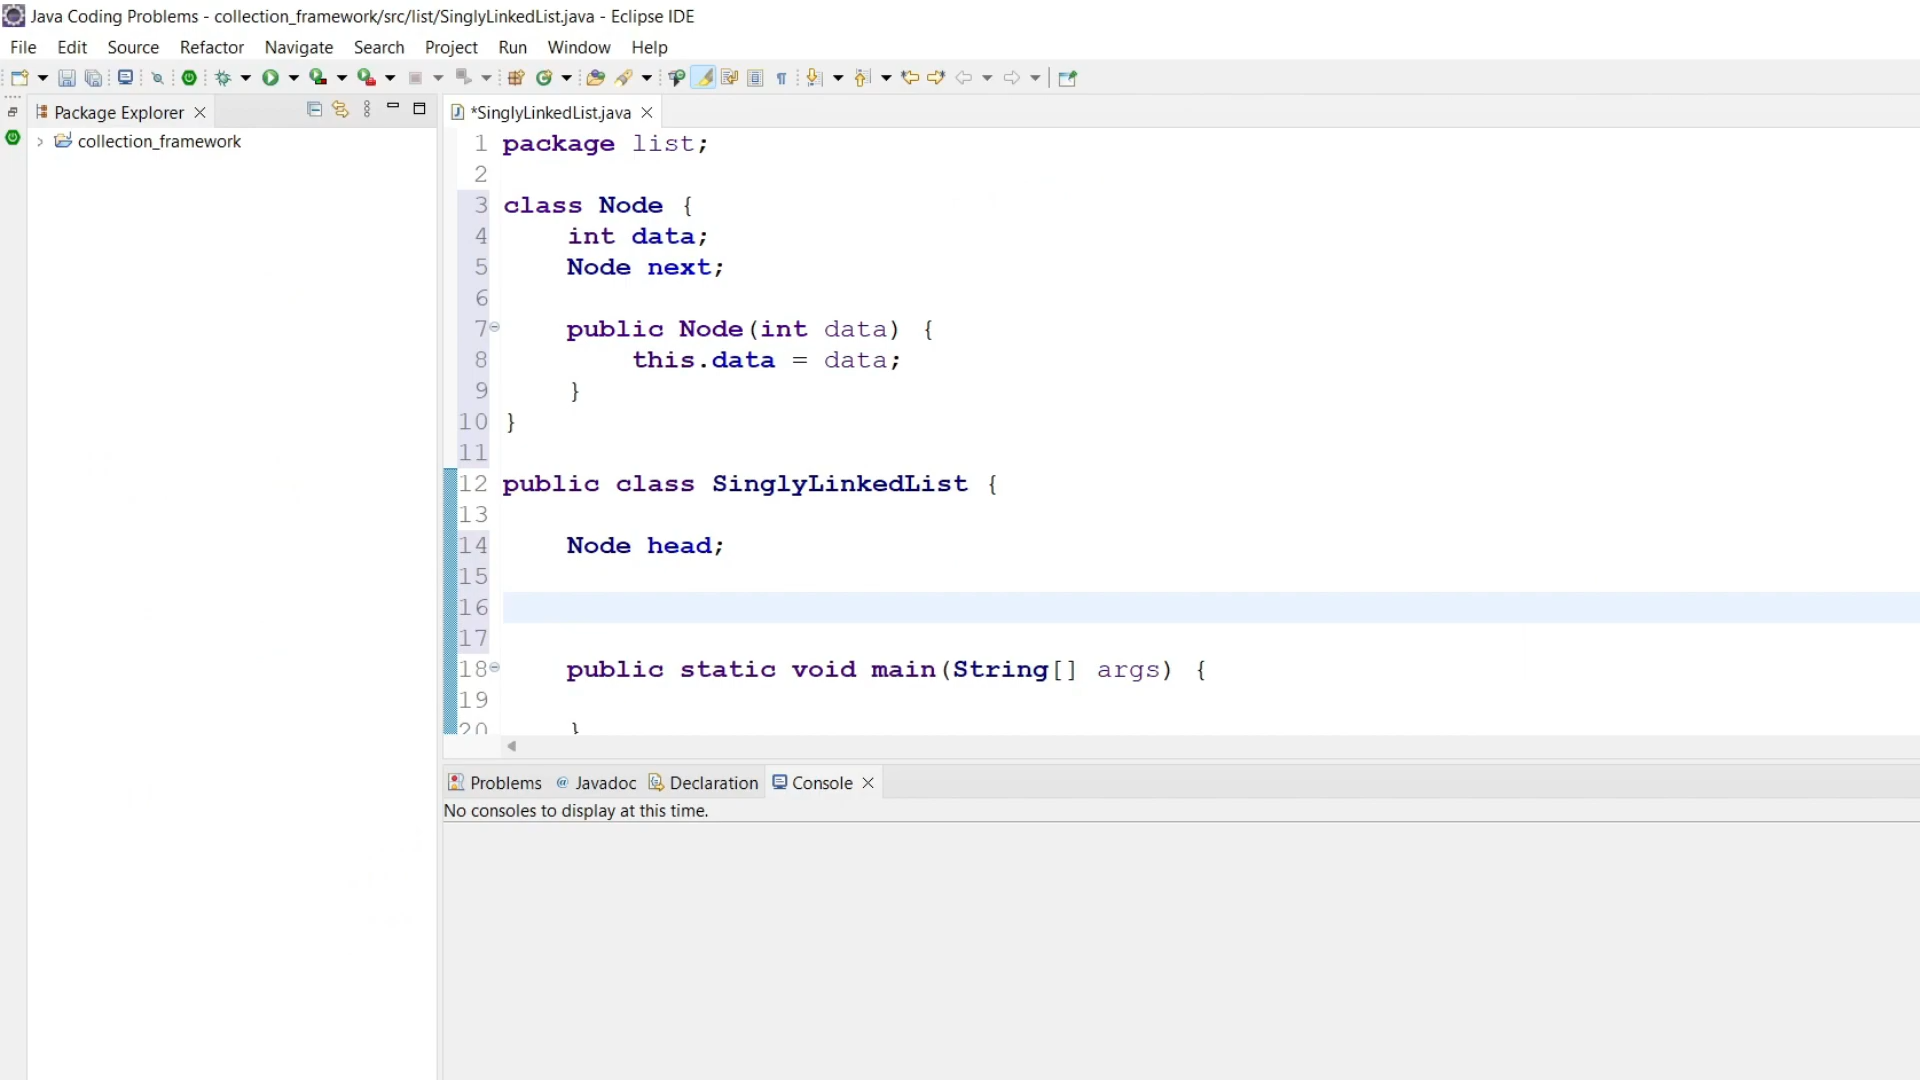 Java Coding Problems - collection_framework/src/list/SinglyLinkedList.java - Eclipse IDE
File Edit Source Refactor Navigate Search Project Run Window Help
Package Explorer
*SinglyLinkedList.java
collection_framework
1 package list;
2
3 class Node {
4 int data;
5 Node next;
6
7 public Node(int data) {
8 this.data = data;
9 }
10 }
11
12 public class SinglyLinkedList {
13
14 Node head;
15
16
17
18 public static void main(String[] args) {
19
20 }
Problems @ Javadoc Declaration Console
No consoles to display at this time.